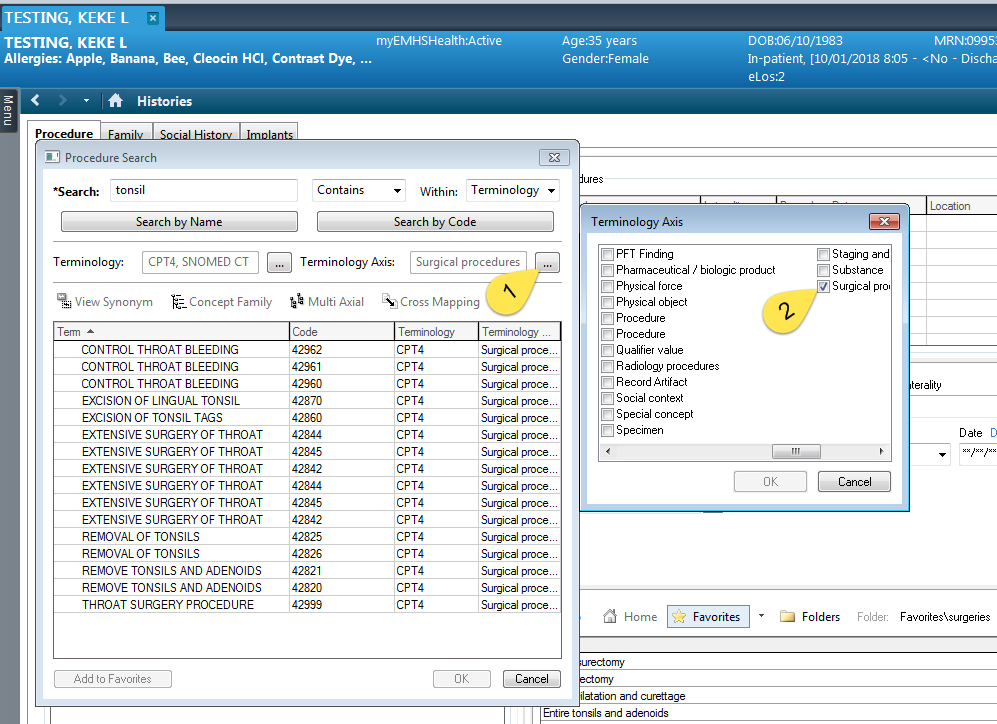 TESTING, KEKE L
TESTING, KEKE L
Allergies: Apple, Banana, Bee, Cleocin HCl, Contrast Dye, ...
myEMHSHealth:Active
Age:35 years
Gender:Female
DOB:06/10/1983
In-patient, [10/01/2018 8:05 - <No - Discha
eLos:2
MRN:0995
Menu
Histories
Procedure Family Social History Implants
Procedure Search
*Search: tonsil Contains Within: Terminology
Search by Name Search by Code
Terminology: CPT4, SNOMED CT ... Terminology Axis: Surgical procedures ...
1
View Synonym Concept Family Multi Axial Cross Mapping
Term Code Terminology Terminology ...
CONTROL THROAT BLEEDING 42962 CPT4 Surgical proce...
CONTROL THROAT BLEEDING 42961 CPT4 Surgical proce...
CONTROL THROAT BLEEDING 42960 CPT4 Surgical proce...
EXCISION OF LINGUAL TONSIL 42870 CPT4 Surgical proce...
EXCISION OF TONSIL TAGS 42860 CPT4 Surgical proce...
EXTENSIVE SURGERY OF THROAT 42844 CPT4 Surgical proce...
EXTENSIVE SURGERY OF THROAT 42845 CPT4 Surgical proce...
EXTENSIVE SURGERY OF THROAT 42842 CPT4 Surgical proce...
EXTENSIVE SURGERY OF THROAT 42844 CPT4 Surgical proce...
EXTENSIVE SURGERY OF THROAT 42845 CPT4 Surgical proce...
EXTENSIVE SURGERY OF THROAT 42842 CPT4 Surgical proce...
REMOVAL OF TONSILS 42825 CPT4 Surgical proce...
REMOVAL OF TONSILS 42826 CPT4 Surgical proce...
REMOVE TONSILS AND ADENOIDS 42821 CPT4 Surgical proce...
REMOVE TONSILS AND ADENOIDS 42820 CPT4 Surgical proce...
THROAT SURGERY PROCEDURE 42999 CPT4 Surgical proce...
Add to Favorites OK Cancel
dures
Location
Terminology Axis
PFT Finding
Pharmaceutical / biologic product
Physical force
Physical object
Procedure
Procedure
Qualifier value
Radiology procedures
Record Artifact
Social context
Special concept
Specimen
Staging and
Substance
Surgical pro
2
OK Cancel
aterality
Date D
**/**/**
Home Favorites Folders Folder: Favorites\surgeries
surectomy
ectomy
ilatation and curettage
Entire tonsils and adenoids